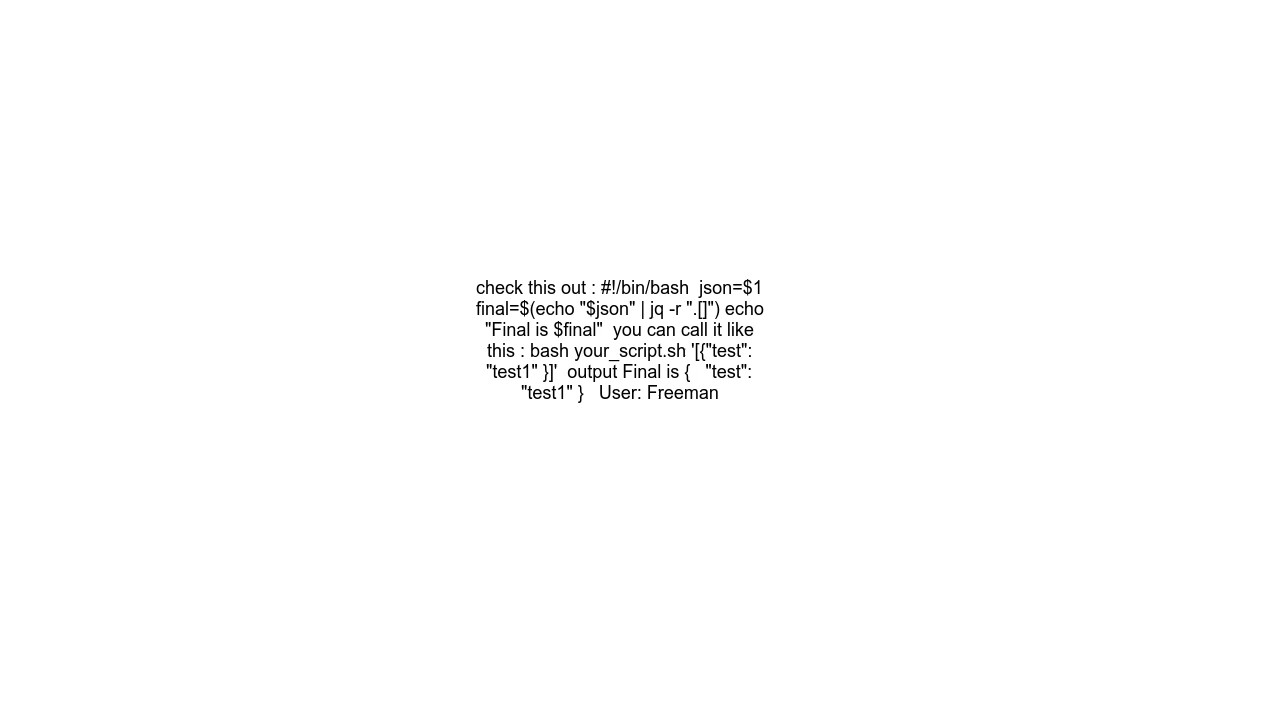 check this out : #!/bin/bash  json=$1
final=$(echo "$json" | jq -r ".[]") echo
"Final is $final"  you can call it like
this : bash your_script.sh '[{"test":
"test1" }]'  output Final is {   "test":
"test1" }   User: Freeman